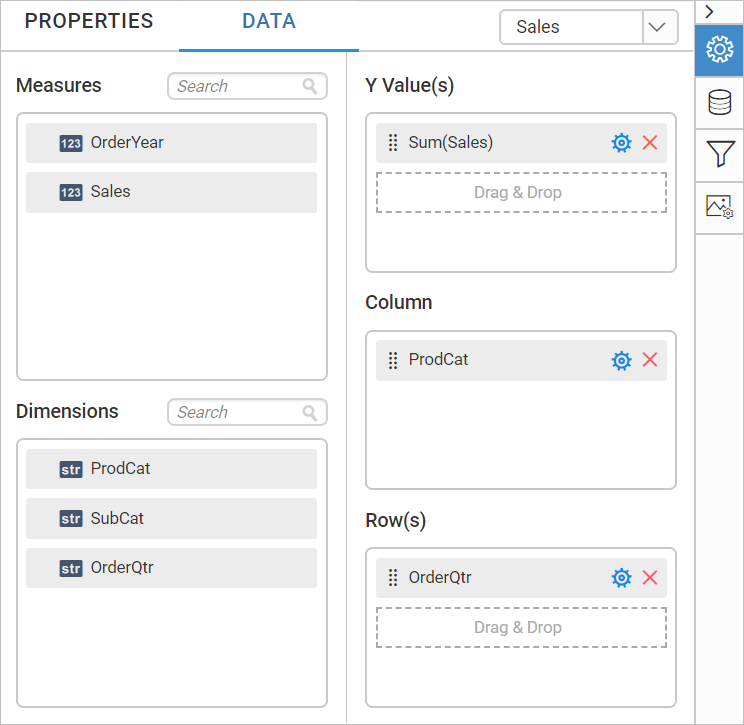 PROPERTIES
DATA
Sales
Measures
Search
123 OrderYear
123 Sales
Dimensions
Search
str ProdCat
str SubCat
str OrderQtr
Y Value(s)
Sum(Sales)
Drag & Drop
Column
ProdCat
Row(s)
OrderQtr
Drag & Drop